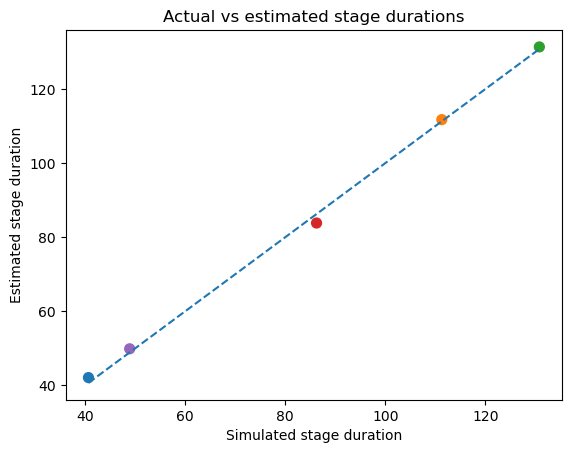 Actual vs estimated stage durations
Estimated stage duration
120
100
80
60
40
40 60 80 100 120
Simulated stage duration